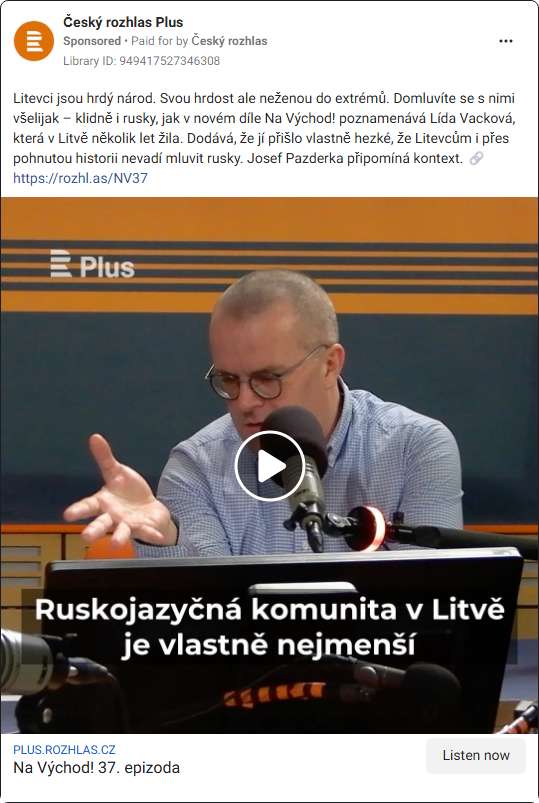 Český rozhlas Plus
Sponsored • Paid for by Český rozhlas
Library ID: 949417527346308
Litevci jsou hrdý národ. Svou hrdost ale neženou do extrémů. Domluvíte se s nimi
všelijak – klidně i rusky, jak v novém díle Na Východ! poznamenává Lída Vacková,
která v Litvě několik let žila. Dodává, že jí přišlo vlastně hezké, že Litevcům i přes
pohnutou historii nevadí mluvit rusky. Josef Pazderka připomíná kontext. 🔗
https://rozhl.as/NV37
Plus
Ruskojazyčná komunita v Litvě
je vlastně nejmenší
PLUS.ROZHLAS.CZ
Na Východ! 37. epizoda
Listen now